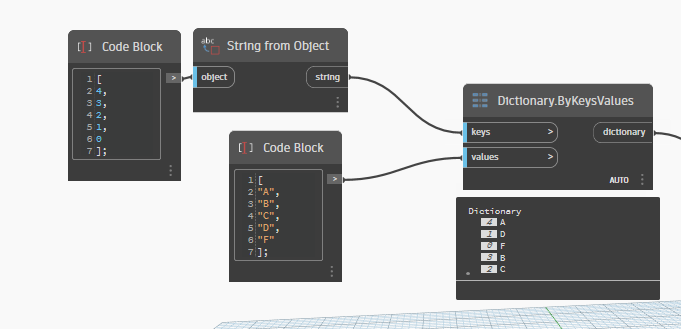 Code Block
1 [
2 4,
3 3,
4 2,
5 1,
6 0
7 ];
>
abc
String from Object
object
string
Code Block
1 [
2 "A",
3 "B",
4 "C",
5 "D",
6 "F"
7 ];
>
Dictionary.ByKeysValues
keys >
dictionary
values >
AUTO
Dictionary
4 A
1 D
0 F
3 B
2 C